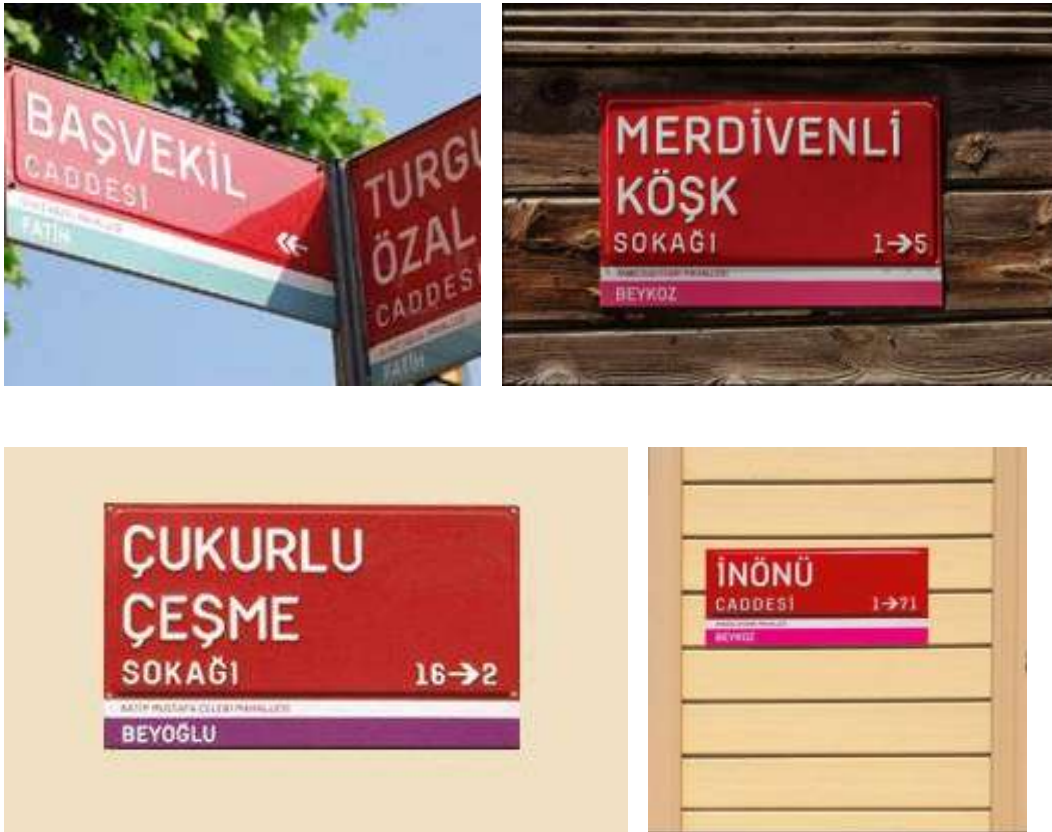 BAŞVEKİL
CADDESİ
FATİH
TURGU
ÖZAL
CADDESİ
FATİH
MERDİVENLİ
KÖŞK
SOKAĞI
1→5
BEYKOZ
ÇUKURLU
ÇEŞME
SOKAĞI
16→2
KATİP MUSTAFA ÇELEBİ MAHALLESİ
BEYOĞLU
İNÖNÜ
CADDESİ
1→71
BEYKOZ